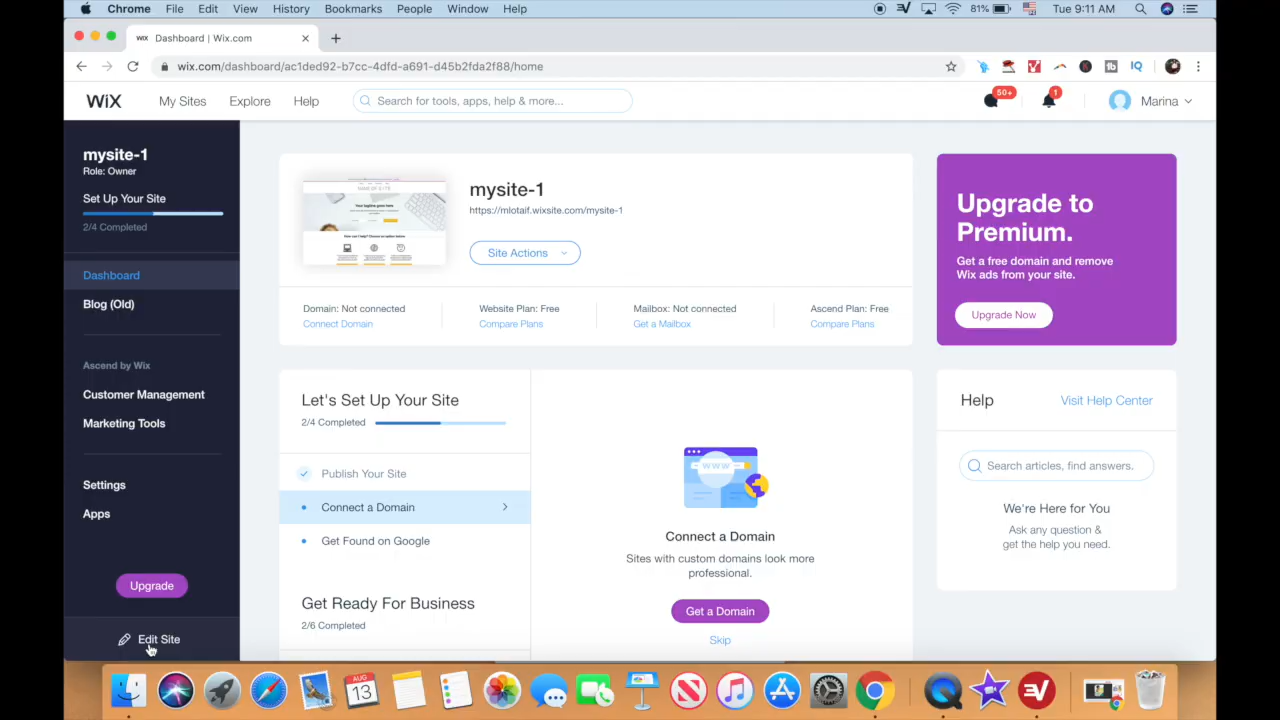 Chrome File Edit View History Bookmarks People Window Help 81% Tue 9:11 AM
WiX Dashboard | Wix.com
wix.com/dashboard/ac1ded92-b7cc-4dfd-a691-d45b2fda2f88/home
WiX My Sites Explore Help Search for tools, apps, help & more... 50+ 1 Marina
mysite-1
Role: Owner
Set Up Your Site
2/4 Completed
Dashboard
Blog (Old)
Ascend by Wix
Customer Management
Marketing Tools
Settings
Apps
Upgrade
Edit Site
mysite-1
https://mlotaif.wixsite.com/mysite-1
Site Actions
Domain: Not connected
Connect Domain
Website Plan: Free
Compare Plans
Mailbox: Not connected
Get a Mailbox
Ascend Plan: Free
Compare Plans
Upgrade to
Premium.
Get a free domain and remove
Wix ads from your site.
Upgrade Now
Let's Set Up Your Site
2/4 Completed
Publish Your Site
Connect a Domain
Get Found on Google
Get Ready For Business
2/6 Completed
www
Connect a Domain
Sites with custom domains look more
professional.
Get a Domain
Skip
Help Visit Help Center
Search articles, find answers.
We're Here for You
Ask any question &
get the help you need.
AUG
13